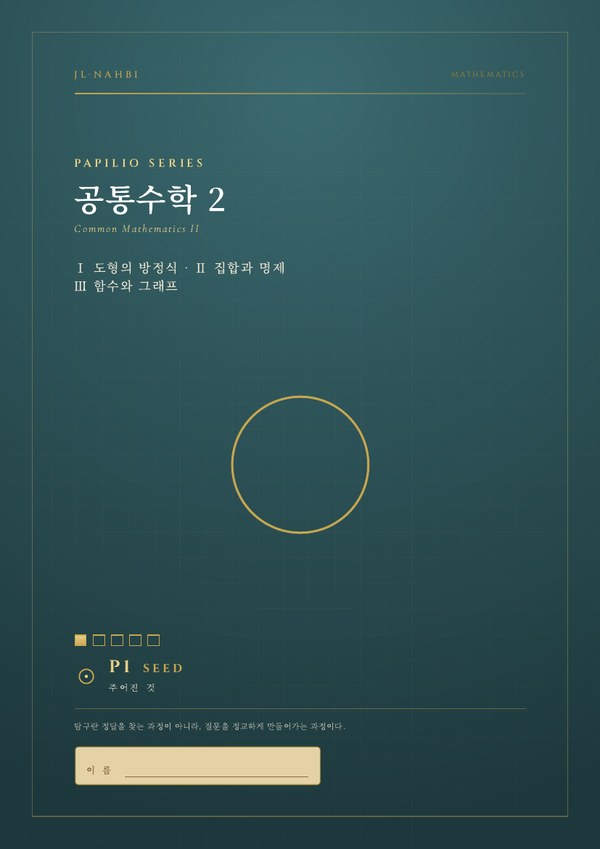 JL·NAHBI
MATHEMATICS
PAPILIO SERIES
공통수학 2
Common Mathematics II
Ⅰ 도형의 방정식 · Ⅱ 집합과 명제
Ⅲ 함수와 그래프
P1 SEED
주어진 것
탐구란 정답을 찾는 과정이 아니라, 질문을 정교하게 만들어가는 과정이다.
이 름